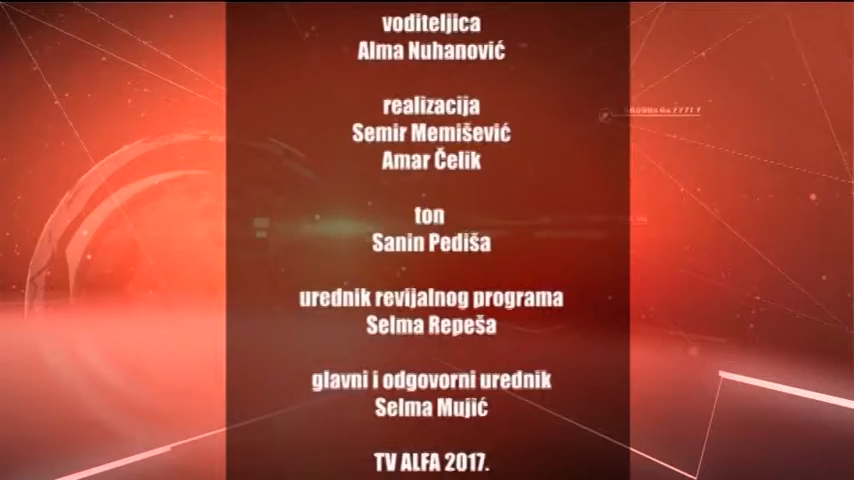 voditeljica
Alma Nuhanović
realizacija
Semir Memišević
Amar Čelik
ton
Sanin Pediša
urednik revijalnog programa
Selma Repeša
glavni i odgovorni urednik
Selma Mujić
TV ALFA 2017.